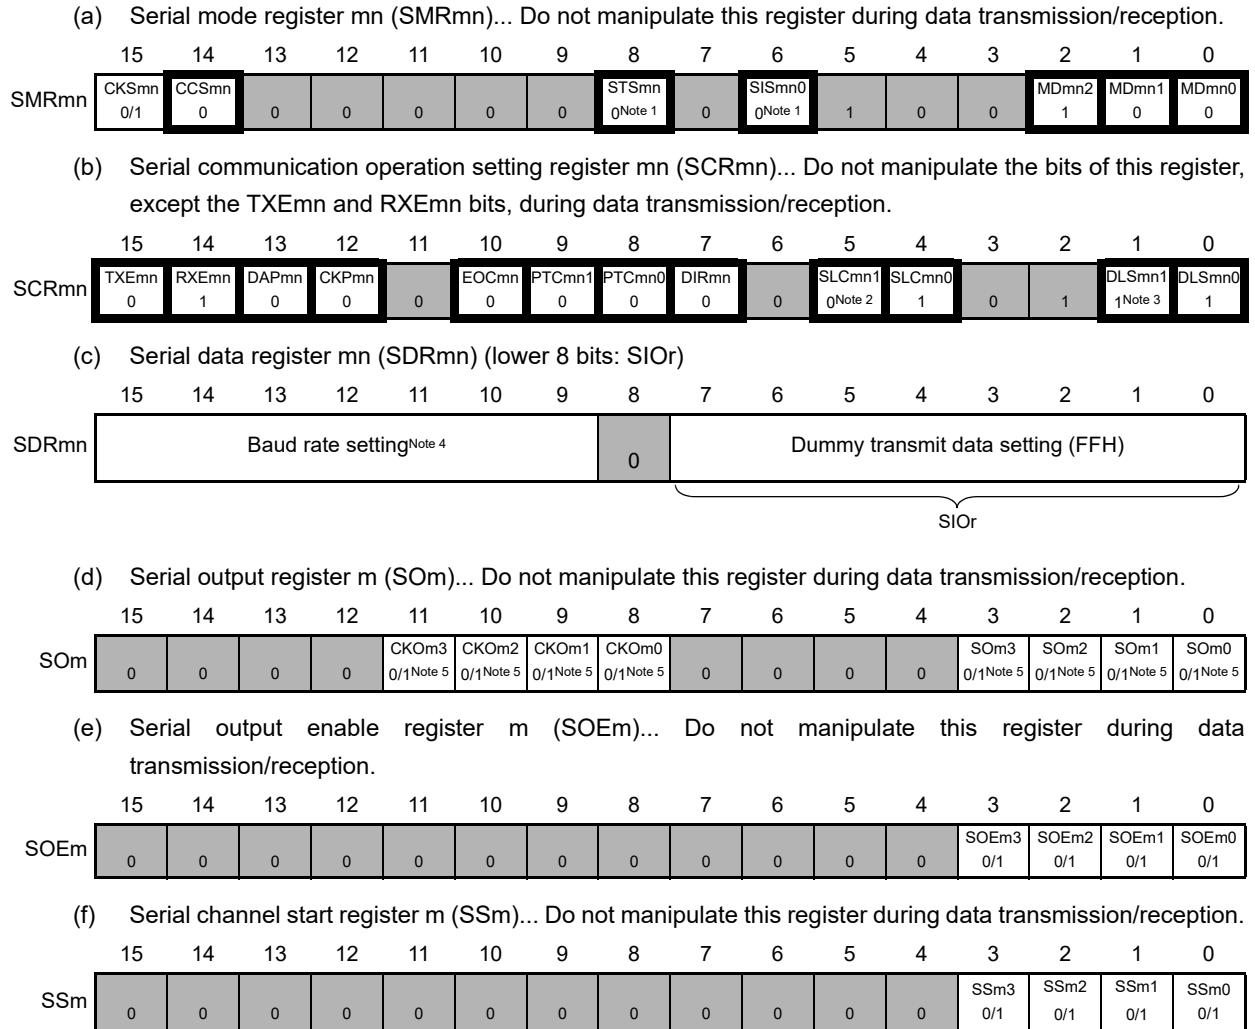 (a) Serial mode register mn (SMRmn)... Do not manipulate this register during data transmission/reception.
15 14 13 12 11 10 9 8 7 6 5 4 3 2 1 0
CKSmn CCSmn STSmn SISmn0 MDmn2 MDmn1 MDmn0
SMRmn 0/1 0 0 0 0 0 0 0Note 1 0 0Note 1 1 0 0 1 0 0
(b) Serial communication operation setting register mn (SCRmn)... Do not manipulate the bits of this register,
except the TXEmn and RXEmn bits, during data transmission/reception.
15 14 13 12 11 10 9 8 7 6 5 4 3 2 1 0
TXEmn RXEmn DAPmn CKPmn EOCmn PTCmn1 PTCmn0 DIRmn SLCmn1 SLCmn0 DLSmn1 DLSmn0
SCRmn 0 1 0 0 0 0 0 0 0 0 0Note 2 1 0 1 1Note 3 1
(c) Serial data register mn (SDRmn) (lower 8 bits: SIOr)
15 14 13 12 11 10 9 8 7 6 5 4 3 2 1 0
SDRmn Baud rate settingNote 4 0 Dummy transmit data setting (FFH)
SIOr
(d) Serial output register m (SOm)... Do not manipulate this register during data transmission/reception.
15 14 13 12 11 10 9 8 7 6 5 4 3 2 1 0
CKOm3 CKOm2 CKOm1 CKOm0 SOm3 SOm2 SOm1 SOm0
SOm 0 0 0 0 0/1Note 5 0/1Note 5 0/1Note 5 0/1Note 5 0 0 0 0 0/1Note 5 0/1Note 5 0/1Note 5 0/1Note 5
(e) Serial output enable register m (SOEm)... Do not manipulate this register during data
transmission/reception.
15 14 13 12 11 10 9 8 7 6 5 4 3 2 1 0
SOEm3 SOEm2 SOEm1 SOEm0
SOEm 0 0 0 0 0 0 0 0 0 0 0 0 0/1 0/1 0/1 0/1
(f) Serial channel start register m (SSm)... Do not manipulate this register during data transmission/reception.
15 14 13 12 11 10 9 8 7 6 5 4 3 2 1 0
SSm3 SSm2 SSm1 SSm0
SSm 0 0 0 0 0 0 0 0 0 0 0 0 0/1 0/1 0/1 0/1